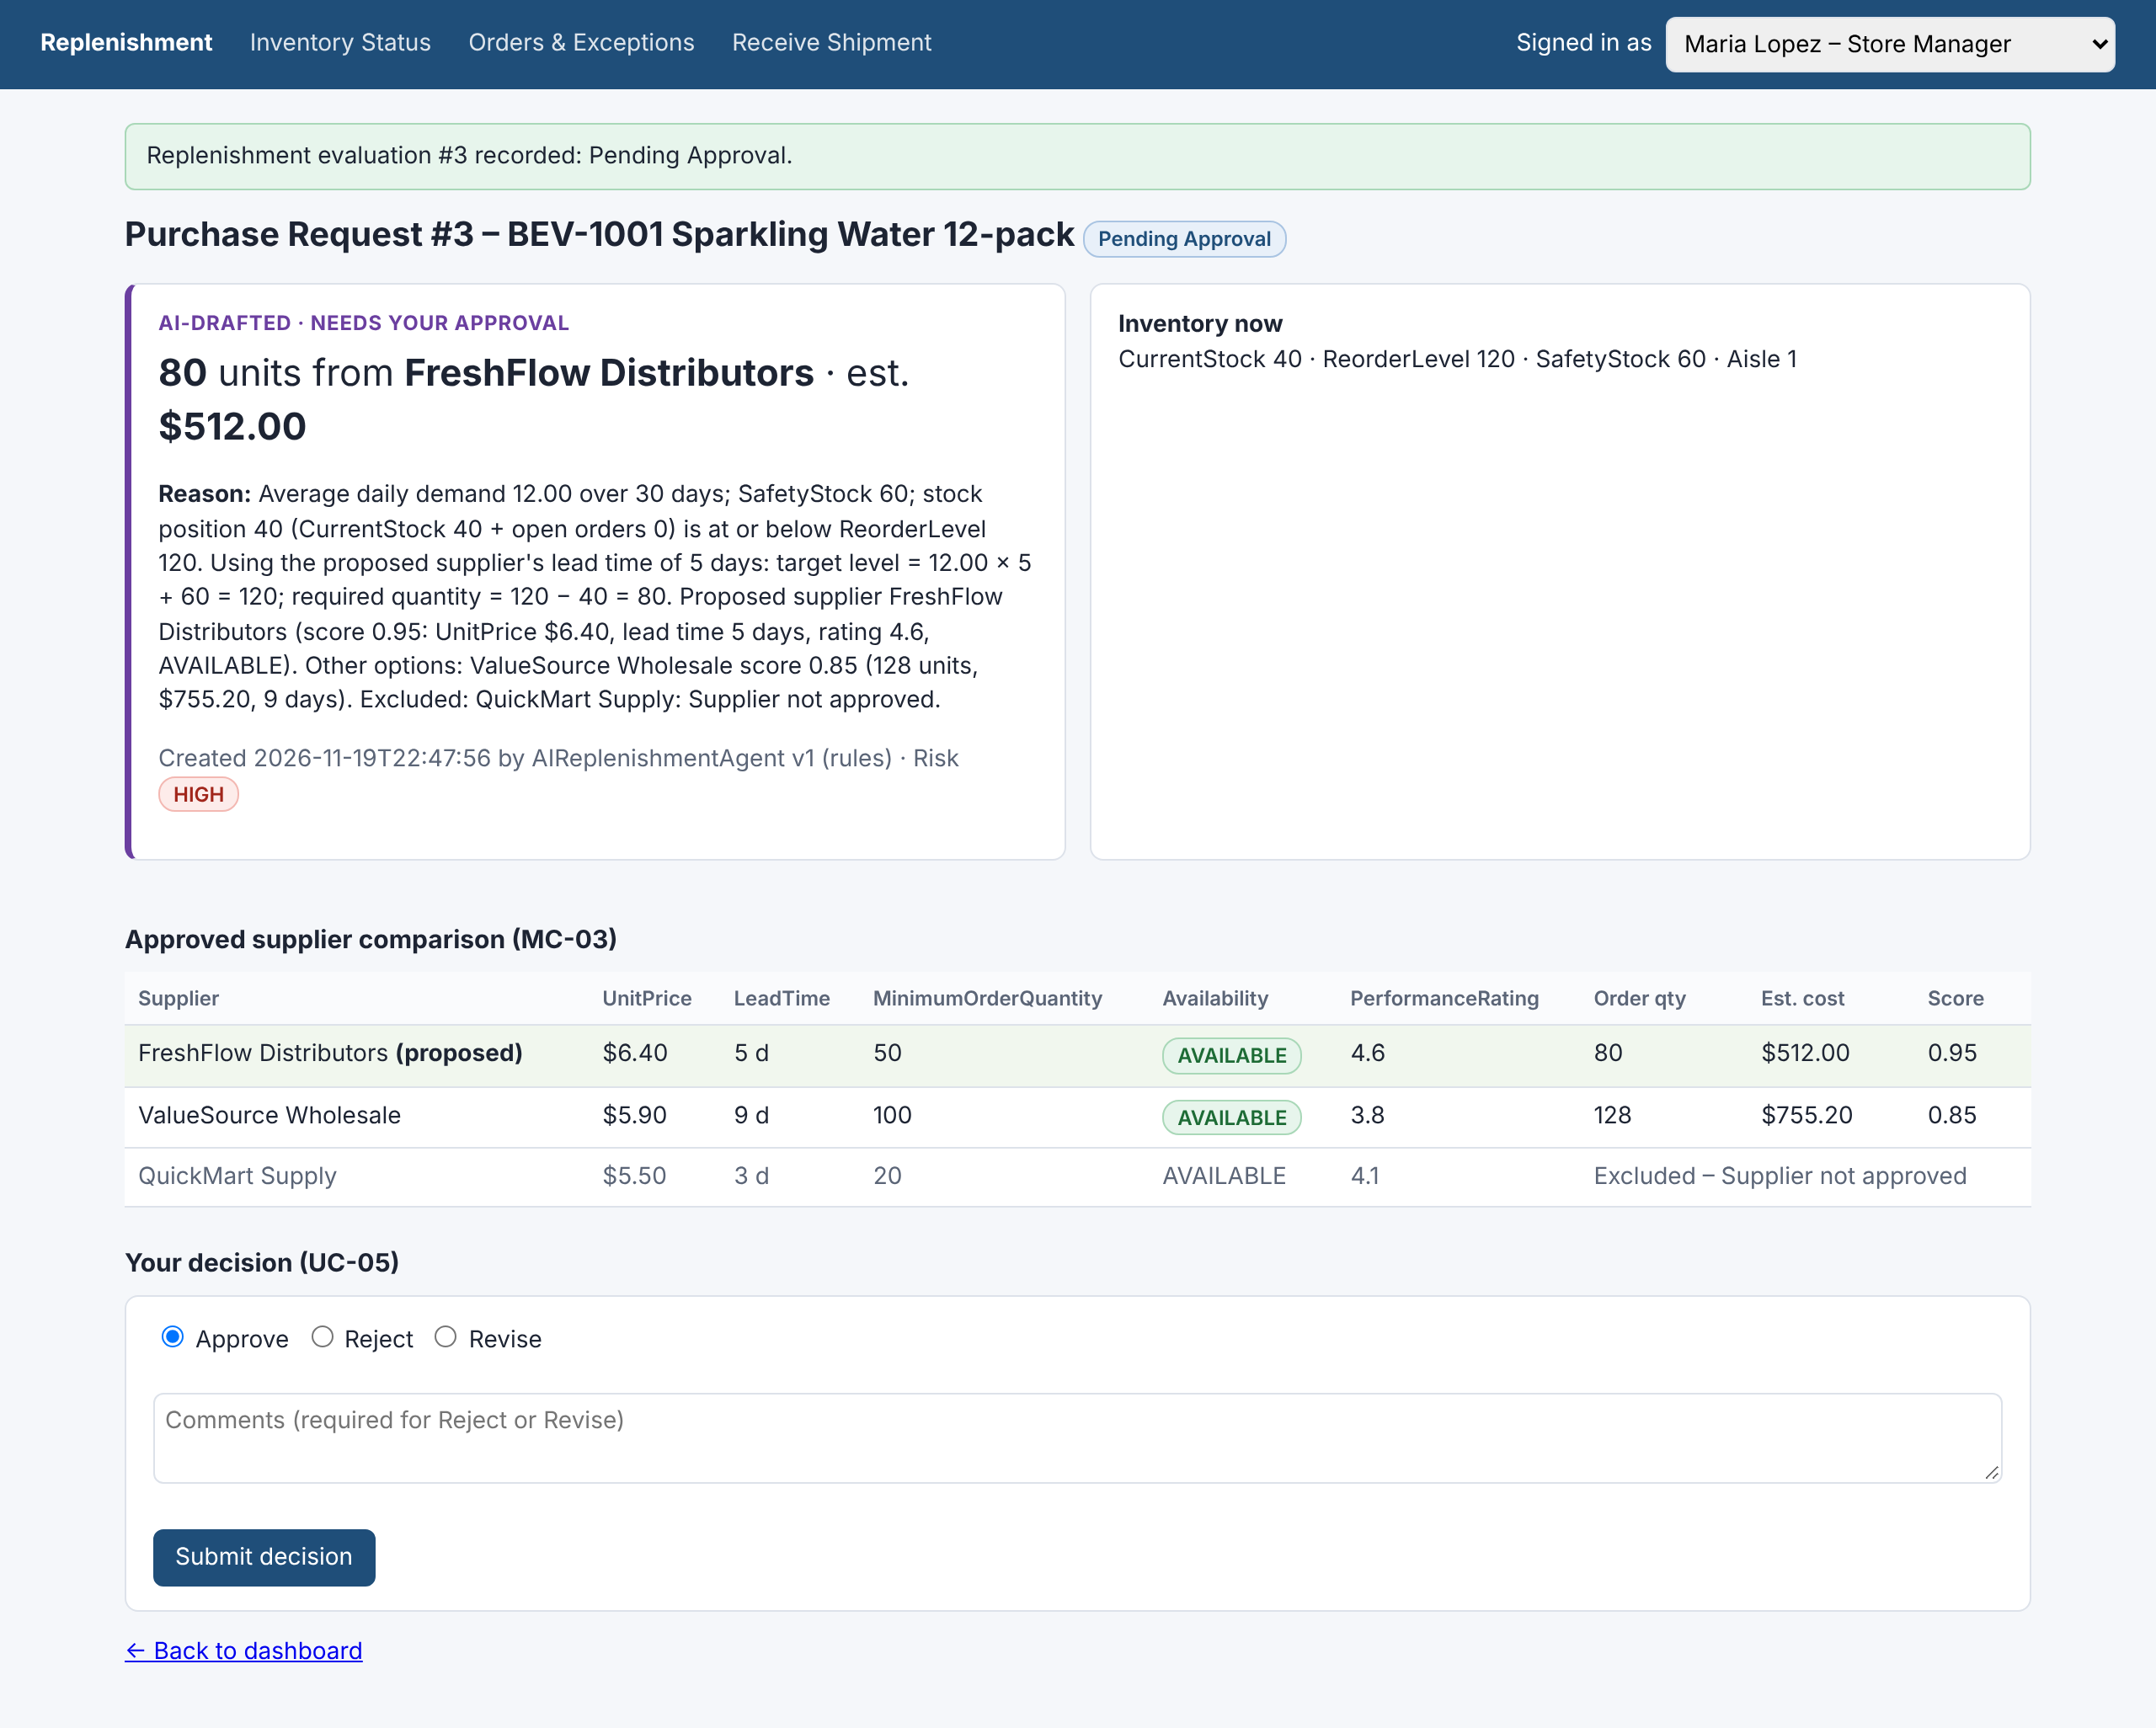 Replenishment Inventory Status Orders & Exceptions Receive Shipment Signed in as Maria Lopez – Store Manager
Replenishment evaluation #3 recorded: Pending Approval.
Purchase Request #3 – BEV-1001 Sparkling Water 12-pack Pending Approval
AI-DRAFTED · NEEDS YOUR APPROVAL
80 units from FreshFlow Distributors · est.
$512.00
Reason: Average daily demand 12.00 over 30 days; SafetyStock 60; stock
position 40 (CurrentStock 40 + open orders 0) is at or below ReorderLevel
120. Using the proposed supplier's lead time of 5 days: target level = 12.00 × 5
+ 60 = 120; required quantity = 120 − 40 = 80. Proposed supplier FreshFlow
Distributors (score 0.95: UnitPrice $6.40, lead time 5 days, rating 4.6,
AVAILABLE). Other options: ValueSource Wholesale score 0.85 (128 units,
$755.20, 9 days). Excluded: QuickMart Supply: Supplier not approved.
Created 2026-11-19T22:47:56 by AIReplenishmentAgent v1 (rules) · Risk
HIGH
Inventory now
CurrentStock 40 · ReorderLevel 120 · SafetyStock 60 · Aisle 1
Approved supplier comparison (MC-03)
Supplier UnitPrice LeadTime MinimumOrderQuantity Availability PerformanceRating Order qty Est. cost Score
FreshFlow Distributors (proposed) $6.40 5 d 50 AVAILABLE 4.6 80 $512.00 0.95
ValueSource Wholesale $5.90 9 d 100 AVAILABLE 3.8 128 $755.20 0.85
QuickMart Supply $5.50 3 d 20 AVAILABLE 4.1 Excluded – Supplier not approved
Your decision (UC-05)
Approve Reject Revise
Comments (required for Reject or Revise)
Submit decision
← Back to dashboard